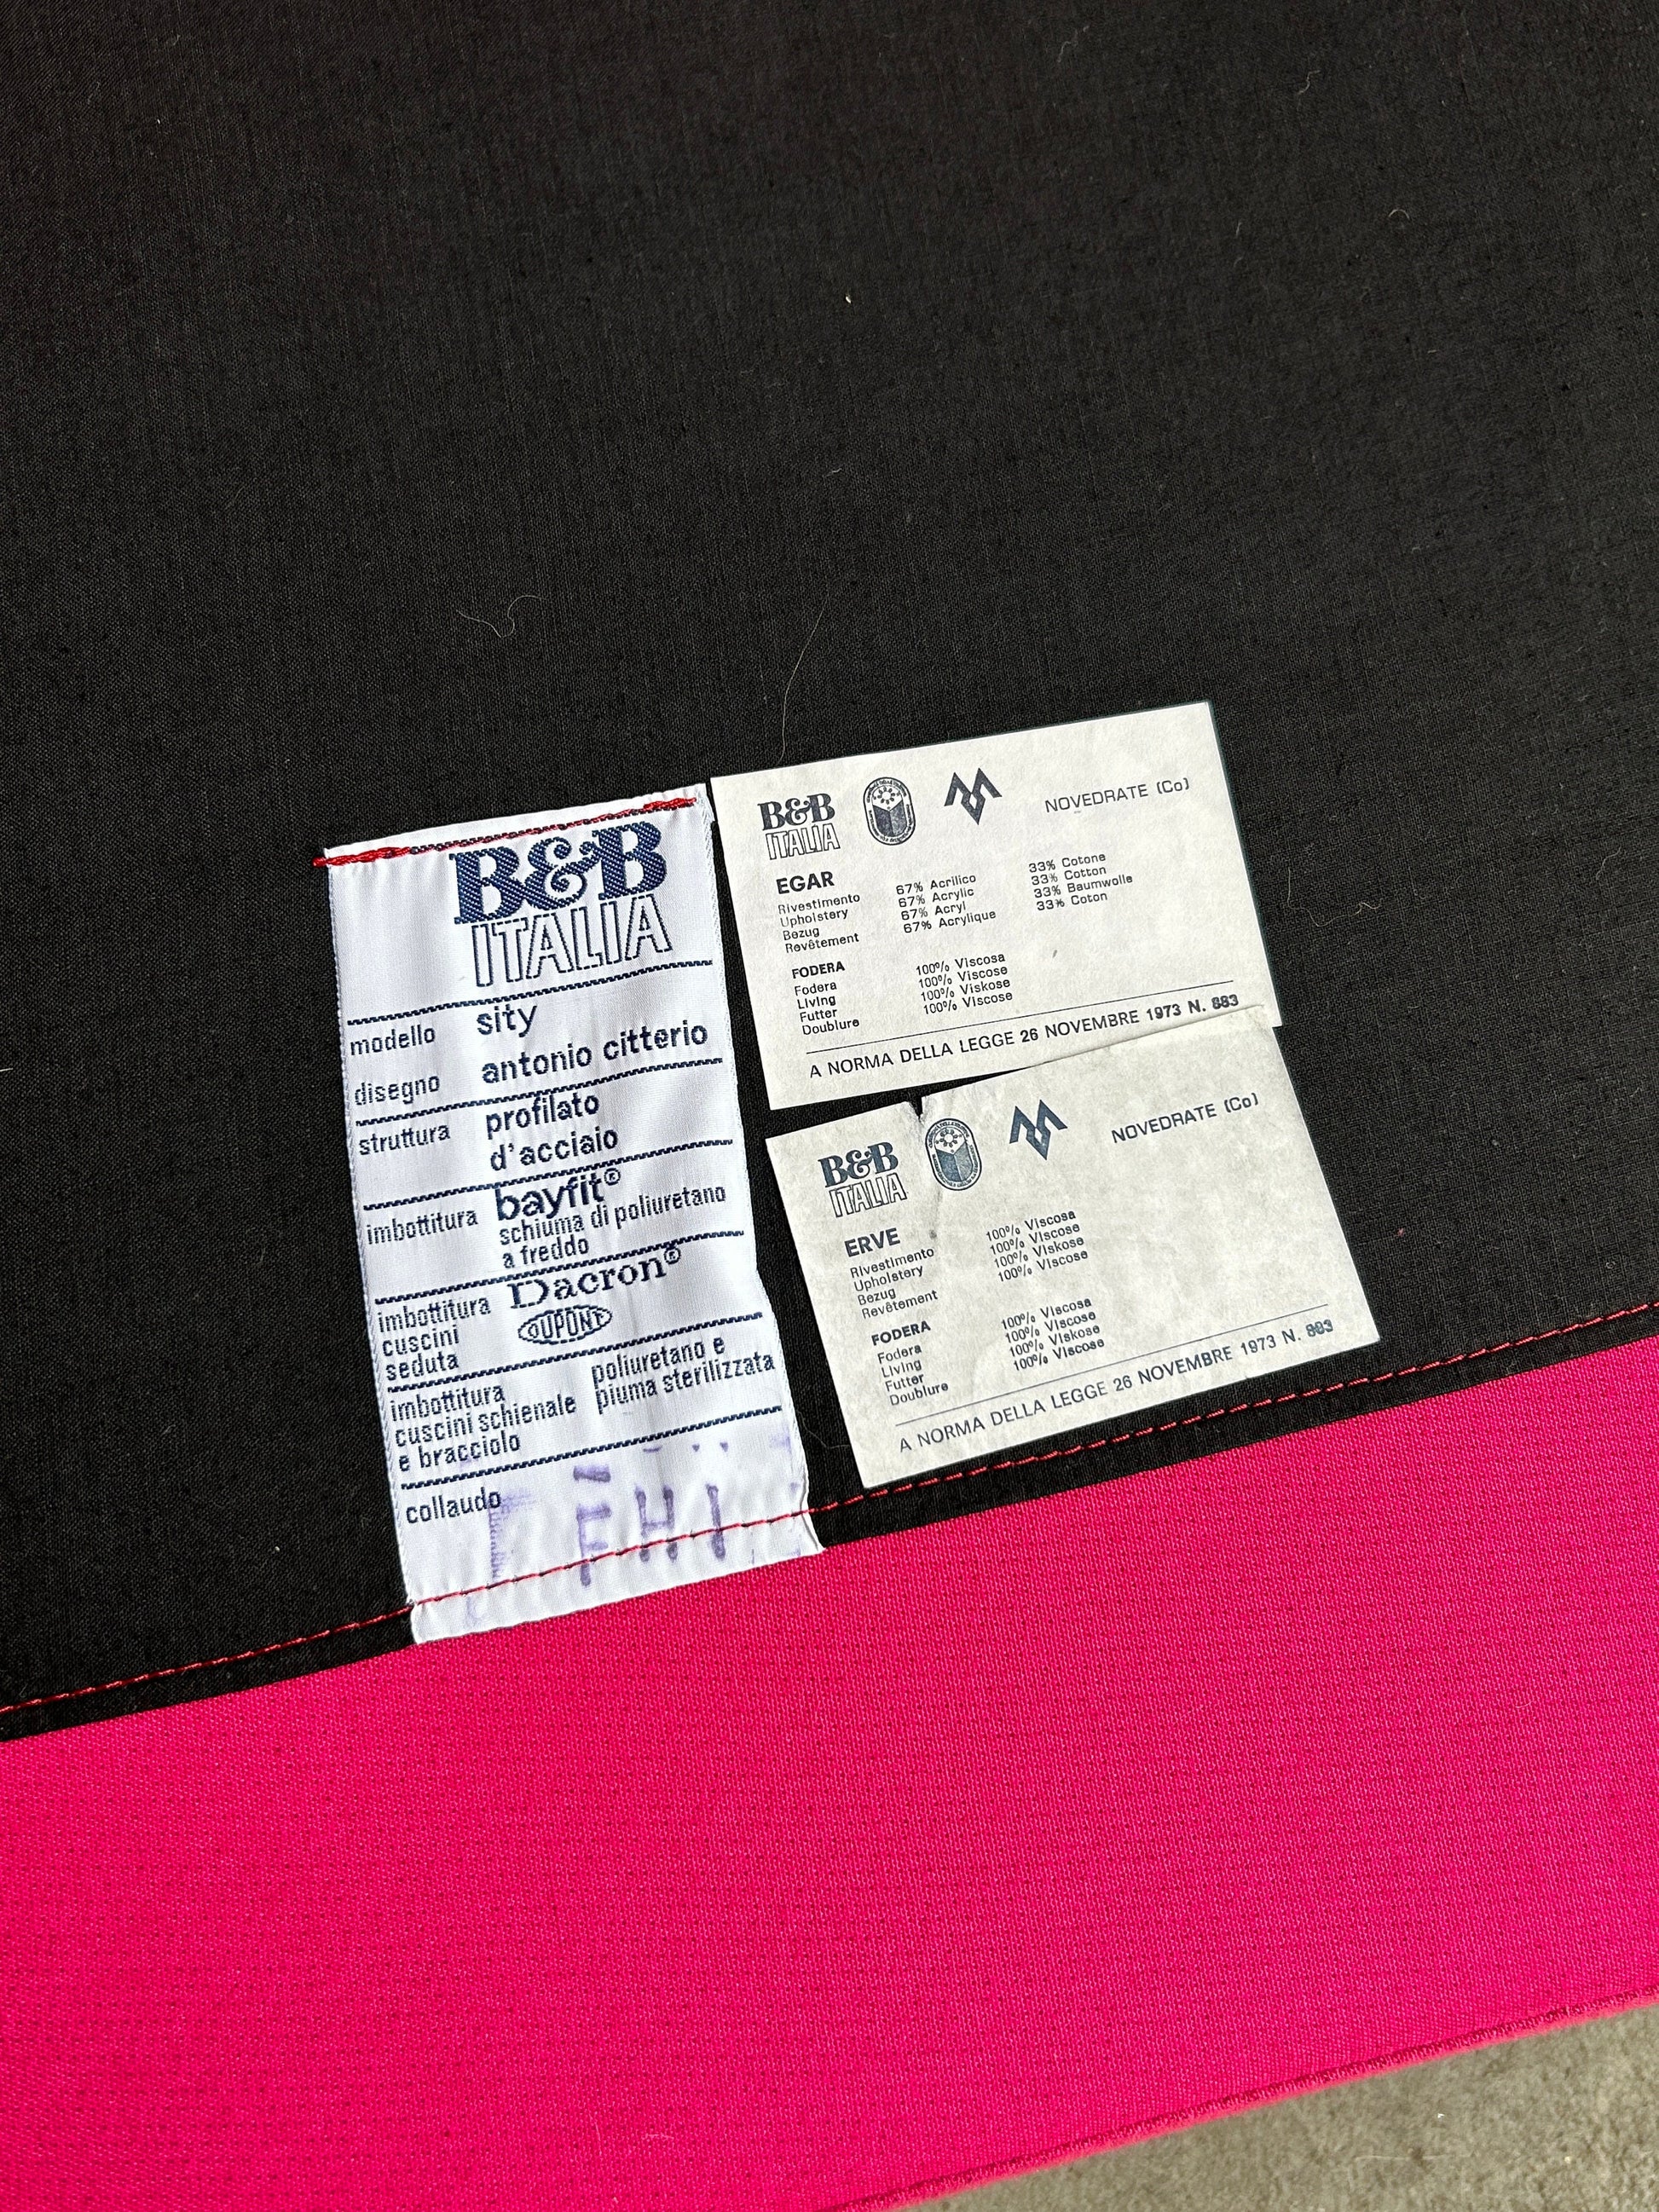 B&B
ITALIA
modello sity
disegno antonio citterio
struttura profilato
d'acciaio
imbottitura bayfit®
schiuma di poliuretano
a freddo
imbottitura
cuscini
seduta
Dacron®
DUPONT
imbottitura
cuscini schienale
e bracciolo
poliuretano e
piuma sterilizzata
collaudo
F H I
B&B
ITALIA
NOVEDRATE (Co)
EGAR
Rivestimento 67% Acrilico 33% Cotone
Upholstery 67% Acrylic 33% Cotton
Bezug 67% Acryl 33% Baumwolle
Revêtement 67% Acrylique 33% Coton
FODERA
Fodera 100% Viscosa
Living 100% Viscose
Futter 100% Viskose
Doublure 100% Viscose
A NORMA DELLA LEGGE 26 NOVEMBRE 1973 N. 883
B&B
ITALIA
NOVEDRATE (Co)
ERVE
Rivestimento 100% Viscosa
Upholstery 100% Viscose
Bezug 100% Viskose
Revêtement 100% Viscose
FODERA
Fodera 100% Viscosa
Living 100% Viscose
Futter 100% Viskose
Doublure 100% Viscose
A NORMA DELLA LEGGE 26 NOVEMBRE 1973 N. 883